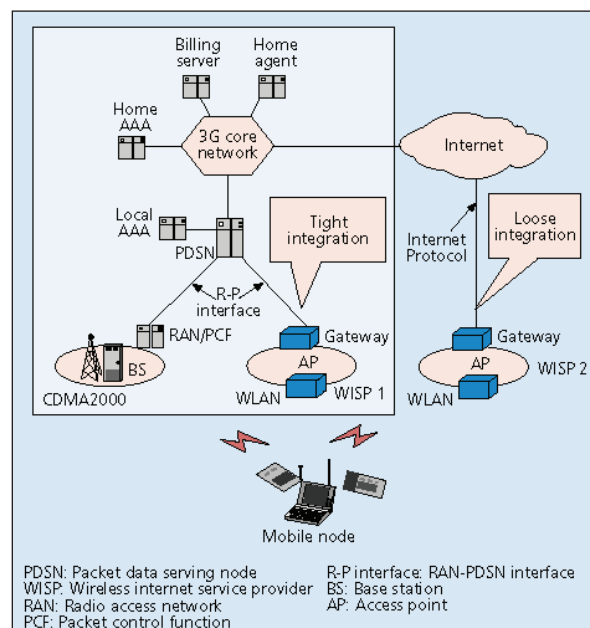 Billing
server
Home
agent
Home
AAA
3G core
network
Internet
Local
AAA
PDSN
Tight
integration
Loose
integration
Internet
Protocol
R-P
interface
RAN/PCF
Gateway
Gateway
BS
AP
AP
WISP 2
CDMA2000
WLAN
WISP 1
WLAN
Mobile node
PDSN: Packet data serving node
WISP: Wireless internet service provider
RAN: Radio access network
PCF: Packet control function
R-P interface: RAN-PDSN interface
BS: Base station
AP: Access point